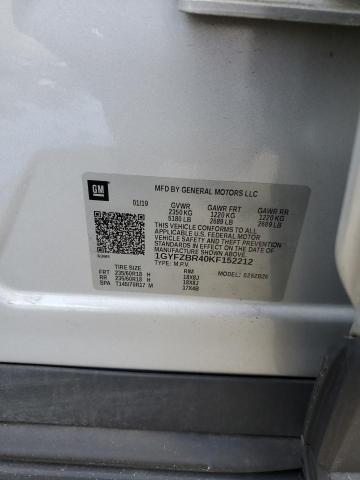 GM
MFD BY GENERAL MOTORS LLC
01/19 GVWR GAWR FRT GAWR RR
2350 KG 1220 KG 1220 KG
5180 LB 2689 LB 2689 LB
THIS VEHICLE CONFORMS TO ALL
APPLICABLE U.S. FEDERAL MOTOR
VEHICLE SAFETY AND THEFT PREVENTION
STANDARDS IN EFFECT ON THE DATE OF
MANUFACTURE SHOWN ABOVE.
1GYFZBR40KF152212
TYPE: M.P.V. MODEL:
TIRE SIZE RIM
FRT 235/60R18 H 18X8J
RR 235/60R18 H 18X8J
SPA T145/70R17 M 17X4B